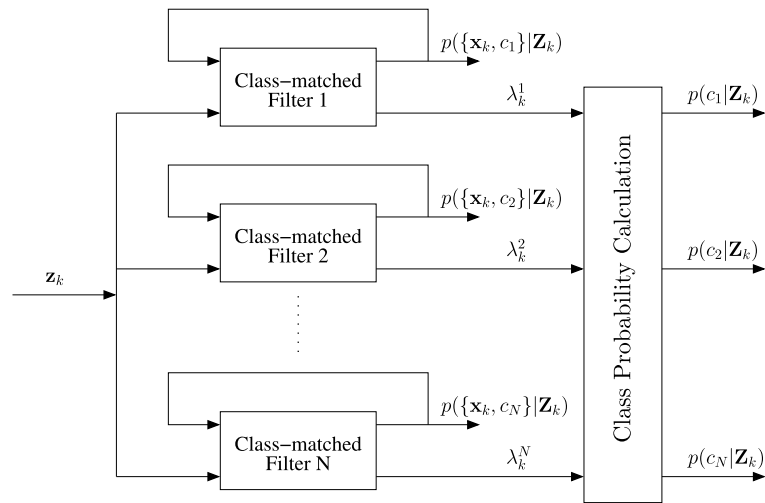 p({x_k, c_1}|Z_k)
Class−matched
Filter 1
λ_k^1
p(c_1|Z_k)
p({x_k, c_2}|Z_k)
Class−matched
Filter 2
λ_k^2
p(c_2|Z_k)
z_k
Class Probability Calculation
p({x_k, c_N}|Z_k)
Class−matched
Filter N
λ_k^N
p(c_N|Z_k)